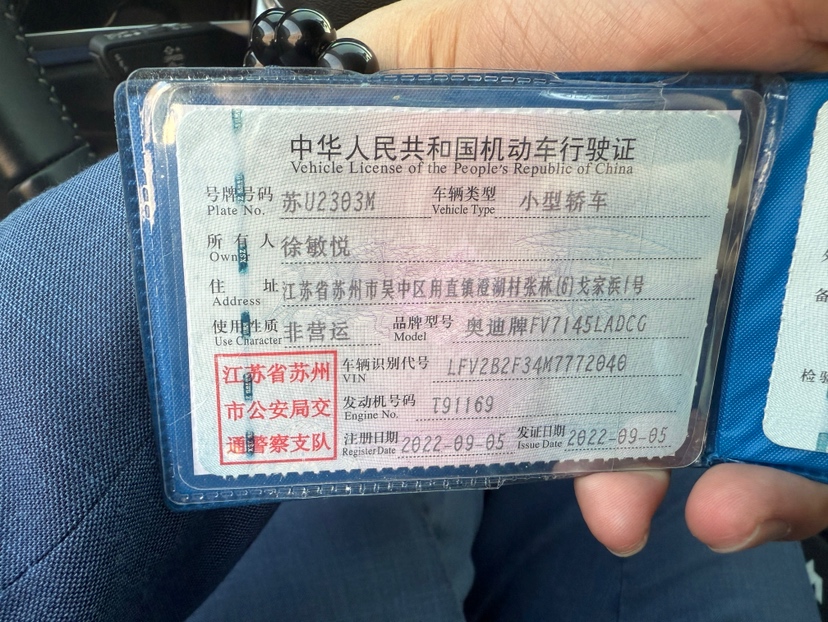 中华人民共和国机动车行驶证
Vehicle License of the People's Republic of China
号牌号码 苏U2303M 车辆类型 小型轿车
Plate No. Vehicle Type
所有人 徐敏悦
Owner
住址 江苏省苏州市吴中区甪直镇澄湖村张林(6)戈家浜1号
Address
使用性质 非营运 品牌型号 奥迪牌FV7145LADCG
Use Character Model
江苏省苏州
市公安局交
通警察支队
车辆识别代号 LFV2B2F34M7772040
VIN
发动机号码 T91169
Engine No.
注册日期 2022-09-05 发证日期 2022-09-05
Register Date Issue Date
检验